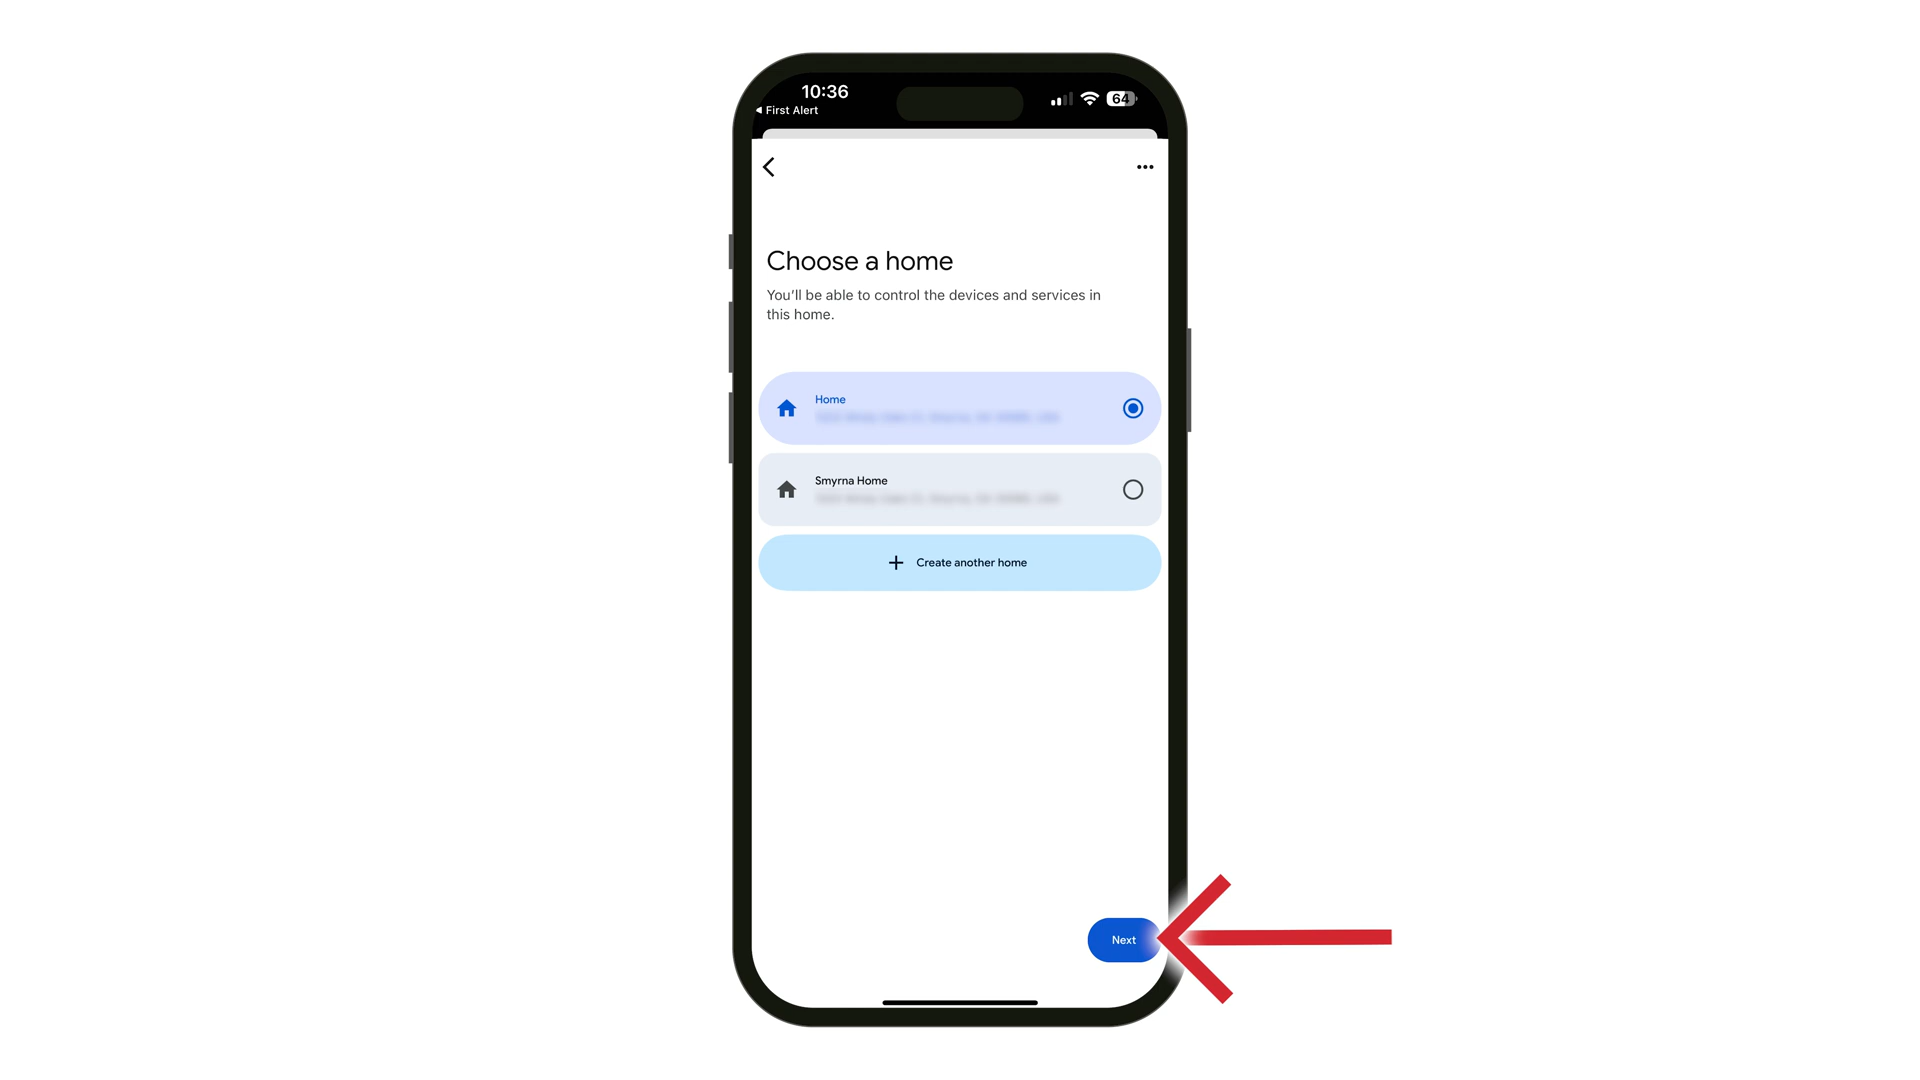 10:36
64
First Alert
Choose a home
You'll be able to control the devices and services in
this home.
Home
Smyrna Home
Create another home
Next